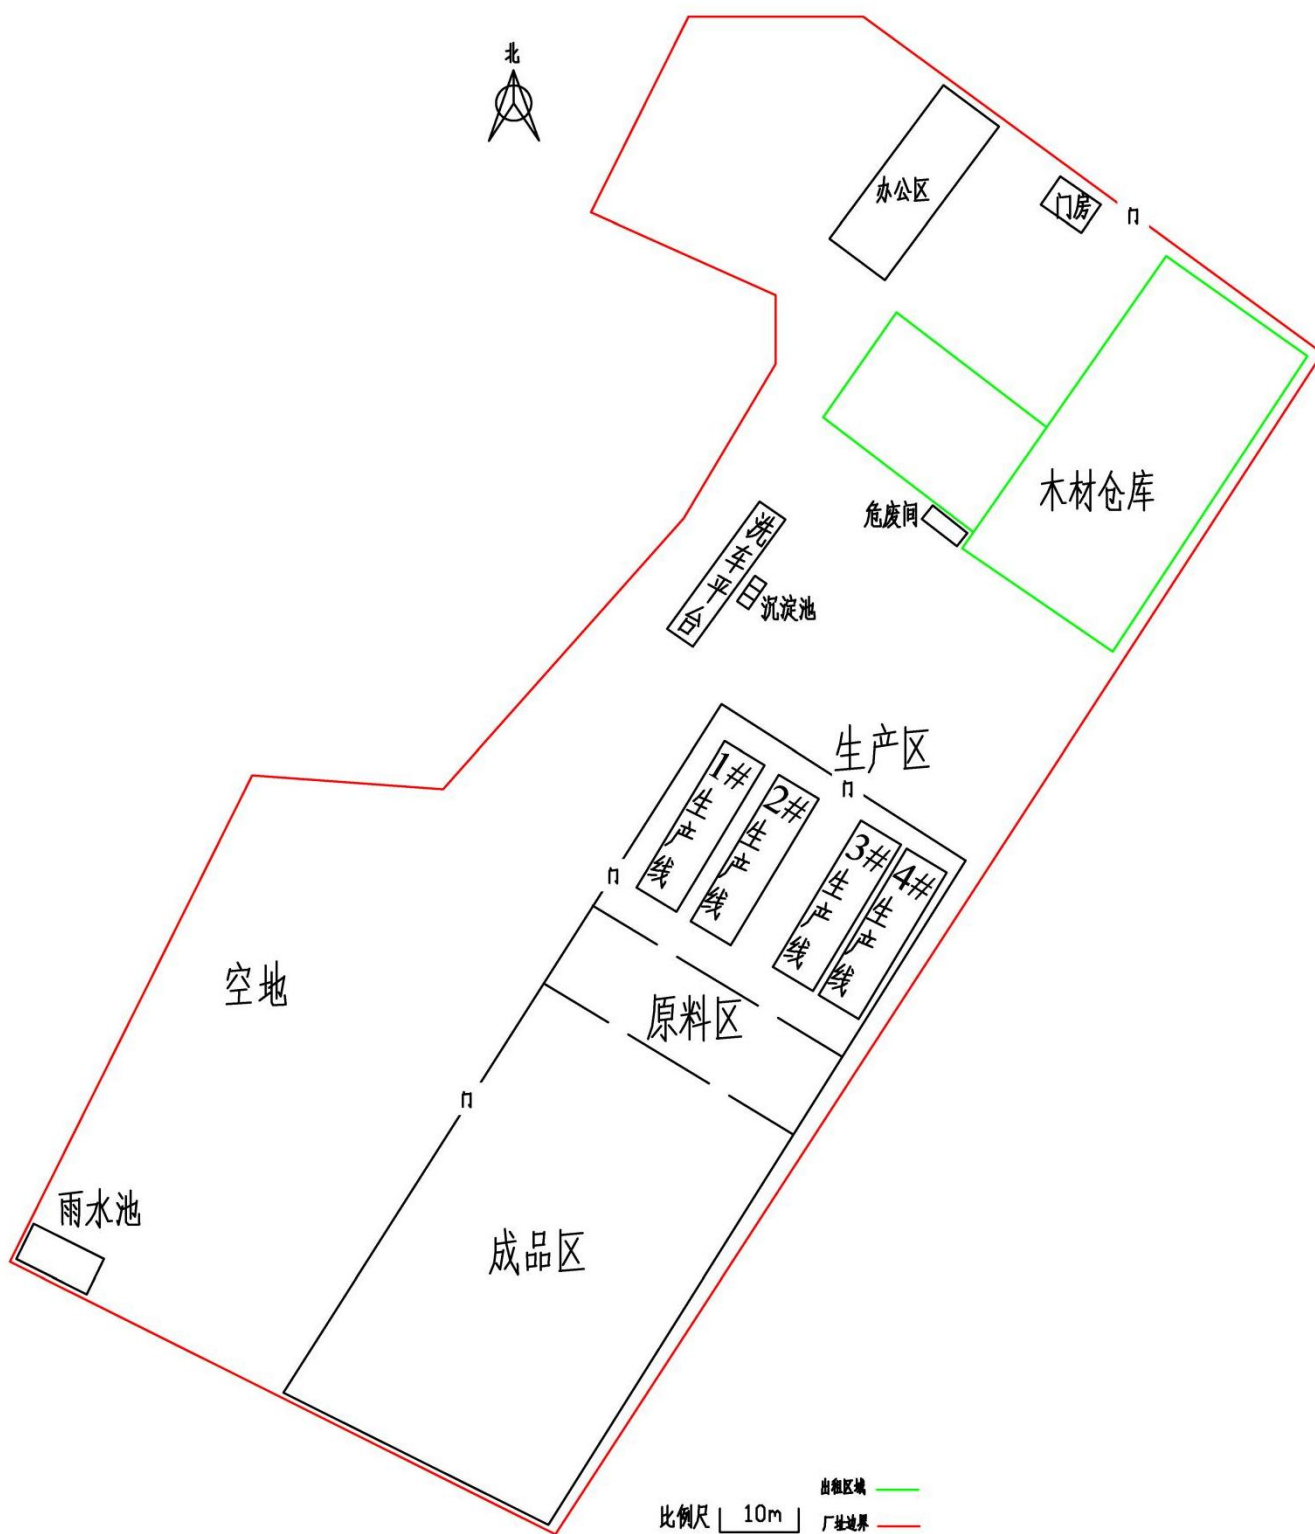 北
办公区
门房
门
木材仓库
危废间
洗车平台
沉淀池
生产区
门
1#生产线
2#生产线
3#生产线
4#生产线
门
原料区
空地
门
雨水池
成品区
出租区域
比例尺 10m
厂址边界